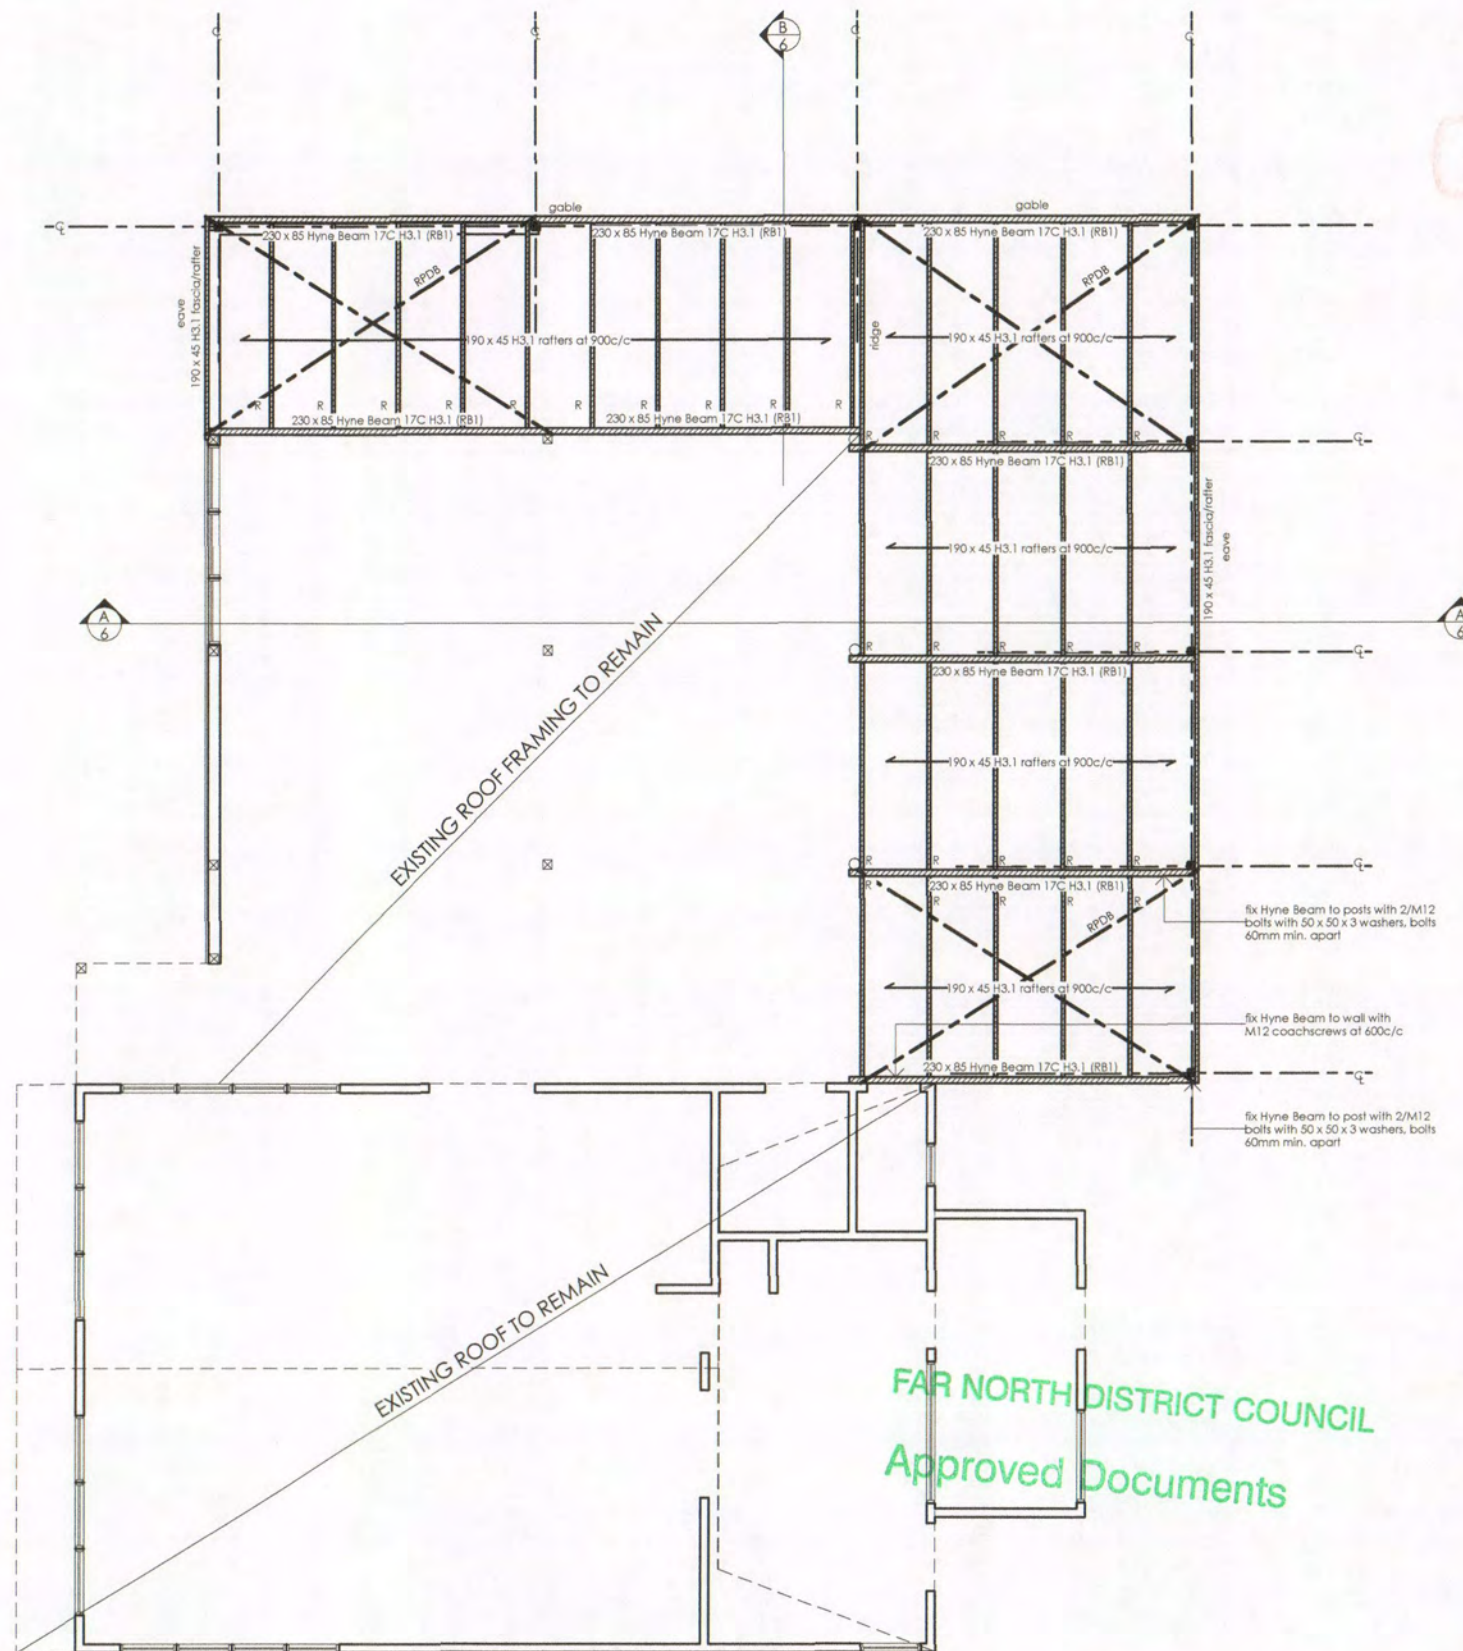 B
6
gable
gable
230 x 85 Hyne Beam 17C H3.1 (RB1)
230 x 85 Hyne Beam 17C H3.1 (RB1)
230 x 85 Hyne Beam 17C H3.1 (RB1)
RPDB
RPDB
eave
190 x 45 H3.1 fascia/rafter
190 x 45 H3.1 rafters at 900c/c
ridge
190 x 45 H3.1 rafters at 900c/c
R R R R R R R R R R
230 x 85 Hyne Beam 17C H3.1 (RB1)
230 x 85 Hyne Beam 17C H3.1 (RB1)
R R R R R
230 x 85 Hyne Beam 17C H3.1 (RB1)
190 x 45 H3.1 fascia/rafter
eave
190 x 45 H3.1 rafters at 900c/c
A
6
A
6
EXISTING ROOF FRAMING TO REMAIN
R R R R R
230 x 85 Hyne Beam 17C H3.1 (RB1)
190 x 45 H3.1 rafters at 900c/c
R R R R R
230 x 85 Hyne Beam 17C H3.1 (RB1)
R R R R R
RPDB
fix Hyne Beam to posts with 2/M12
bolts with 50 x 50 x 3 washers, bolts
60mm min. apart
190 x 45 H3.1 rafters at 900c/c
fix Hyne Beam to wall with
M12 coachscrews at 600c/c
230 x 85 Hyne Beam 17C H3.1 (RB1)
fix Hyne Beam to post with 2/M12
bolts with 50 x 50 x 3 washers, bolts
60mm min. apart
EXISTING ROOF TO REMAIN
FAR NORTH DISTRICT COUNCIL
Approved Documents